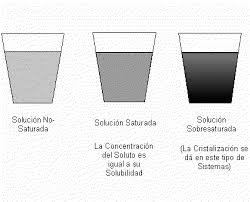 Solución No-
Saturada
Solución Saturada
La Concentración
del Soluto es
igual a su
Solubilidad
Solución
Sobresaturada
(La Cristalización se
dá en este tipo de
Sistemas)